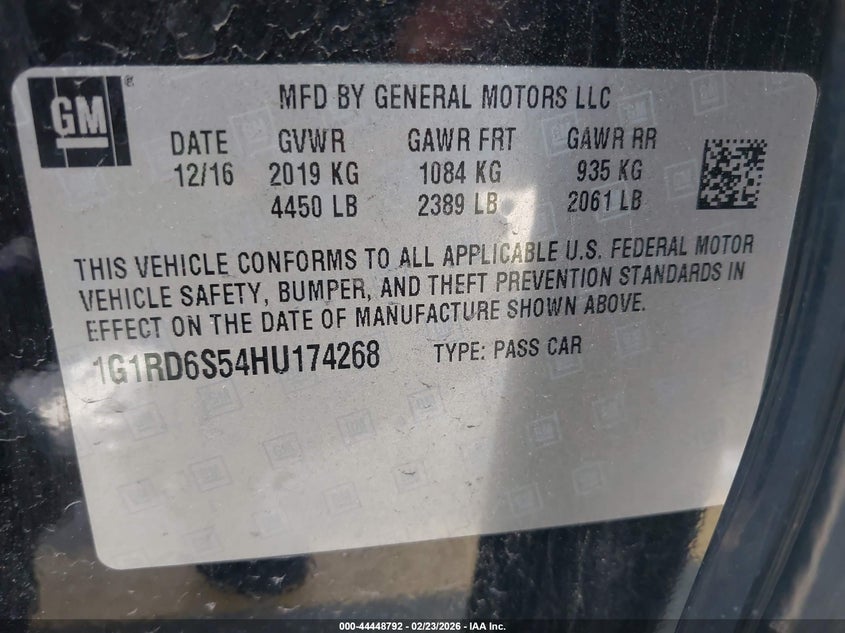 GM
®
MFD BY GENERAL MOTORS LLC
DATE GVWR GAWR FRT GAWR RR
12/16 2019 KG 1084 KG 935 KG
4450 LB 2389 LB 2061 LB
THIS VEHICLE CONFORMS TO ALL APPLICABLE U.S. FEDERAL MOTOR
VEHICLE SAFETY, BUMPER, AND THEFT PREVENTION STANDARDS IN
EFFECT ON THE DATE OF MANUFACTURE SHOWN ABOVE.
1G1RD6S54HU174268 TYPE: PASS CAR
000-44448792 - 02/23/2026 - IAA Inc.